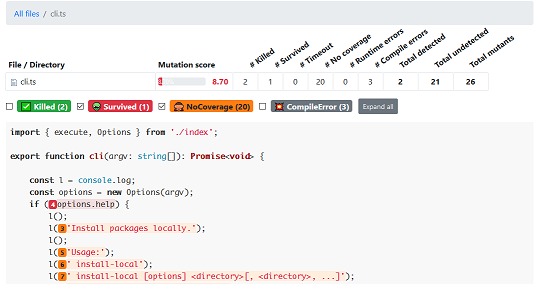 All files / cli.ts
File / Directory Mutation score # Killed # Survived # Timeout # No coverage # Runtime errors # Compile errors Total detected Total undetected Total mutants
cli.ts 8.70 2 1 0 20 0 3 2 21 26
Killed (2) Survived (1) NoCoverage (20) CompileError (3) Expand all
import { execute, Options } from './index';
export function cli(argv: string[]): Promise<void> {
const l = console.log;
const options = new Options(argv);
if (4options.help) {
l();
l(3'Install packages locally.');
l();
l(5'Usage:');
l(6' install-local');
l(7' install-local [options] <directory>[, <directory>, ...]');